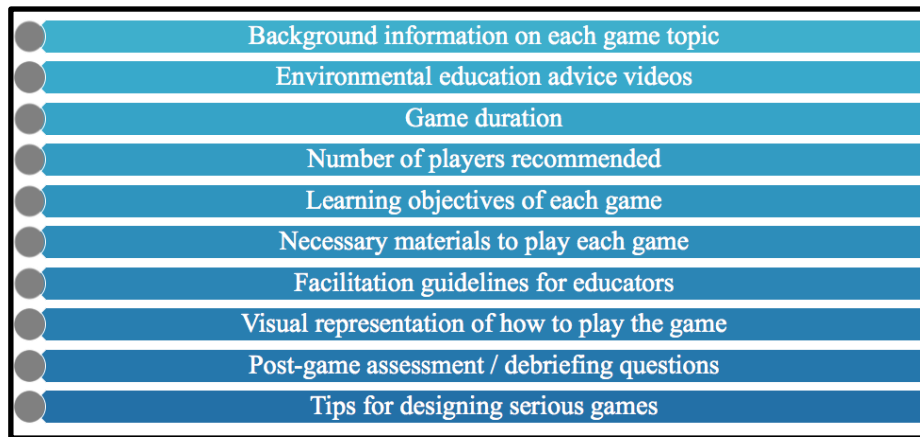 Background information on each game topic
Environmental education advice videos
Game duration
Number of players recommended
Learning objectives of each game
Necessary materials to play each game
Facilitation guidelines for educators
Visual representation of how to play the game
Post-game assessment / debriefing questions
Tips for designing serious games